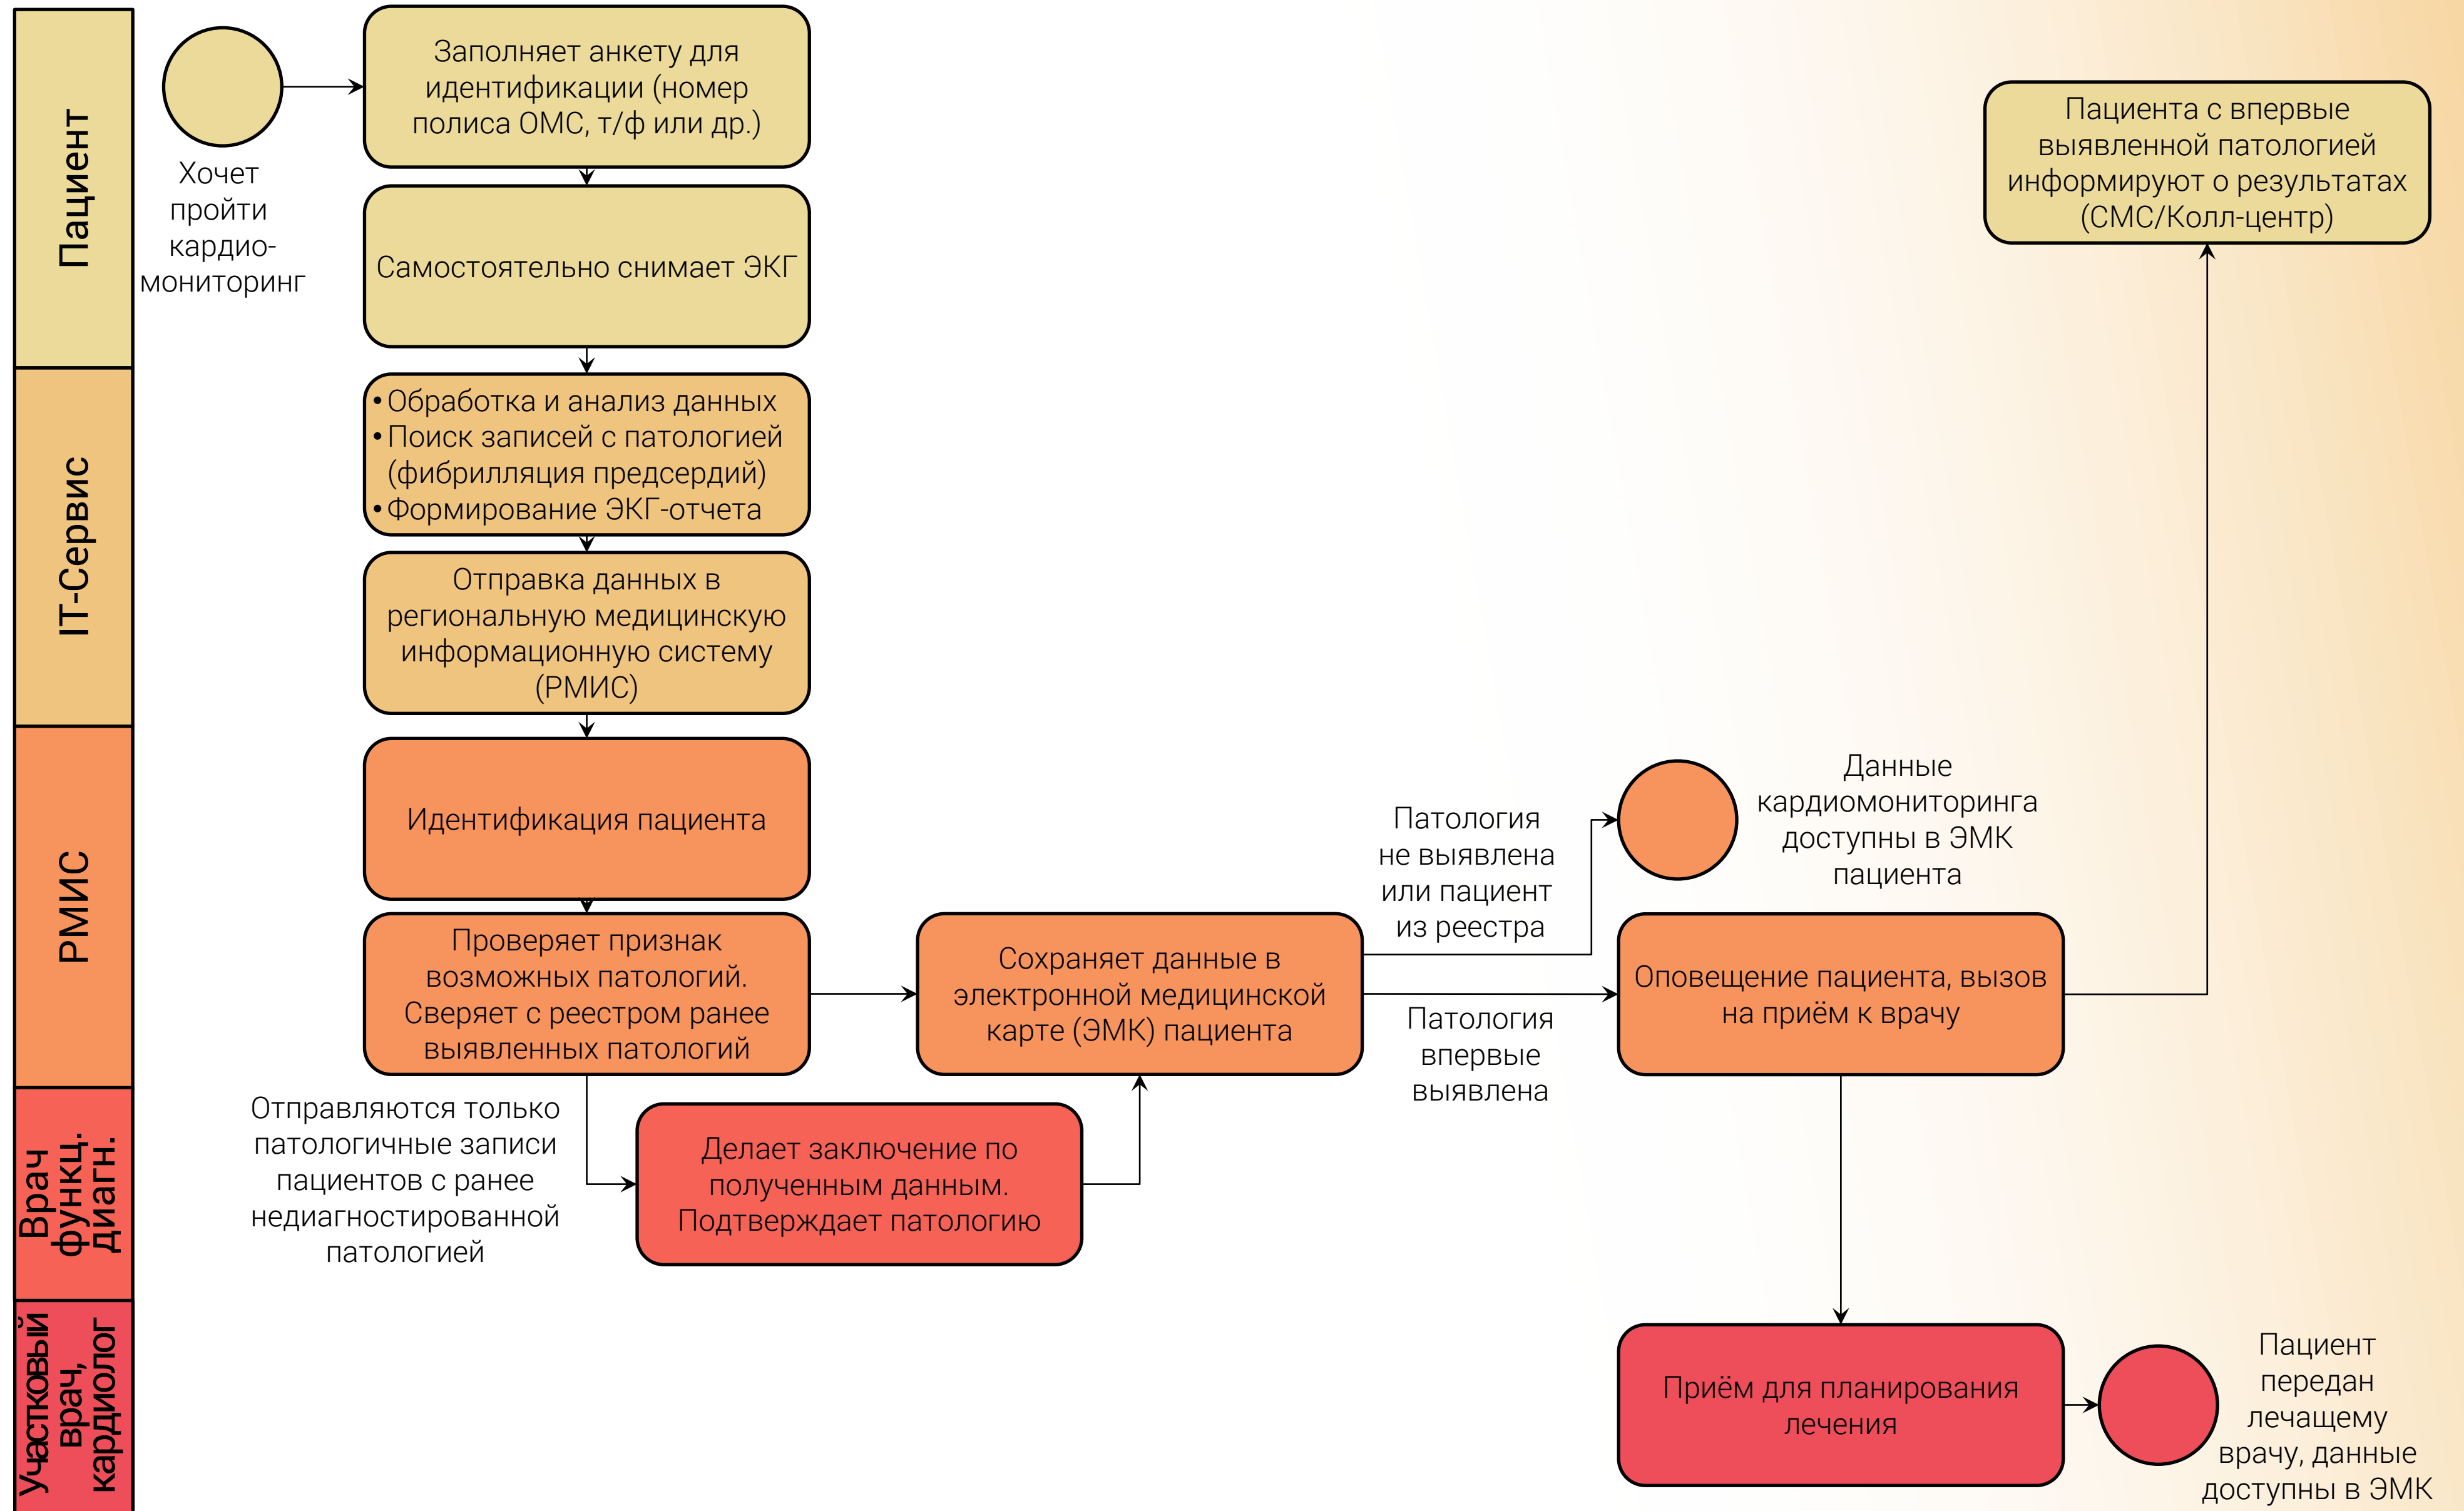 Пациент
Хочет
пройти
кардио-
мониторинг
Заполняет анкету для
идентификации (номер
полиса ОМС, т/ф или др.)
Самостоятельно снимает ЭКГ
Пациента с впервые
выявленной патологией
информируют о результатах
(СМС/Колл-центр)
IT-Сервис
• Обработка и анализ данных
• Поиск записей с патологией
(фибрилляция предсердий)
• Формирование ЭКГ-отчета
Отправка данных в
региональную медицинскую
информационную систему
(РМИС)
РМИС
Идентификация пациента
Проверяет признак
возможных патологий.
Сверяет с реестром ранее
выявленных патологий
Сохраняет данные в
электронной медицинской
карте (ЭМК) пациента
Патология
не выявлена
или пациент
из реестра
Данные
кардиомониторинга
доступны в ЭМК
пациента
Патология
впервые
выявлена
Оповещение пациента, вызов
на приём к врачу
Врач
функц.
диагн.
Отправляются только
патологичные записи
пациентов с ранее
недиагностированной
патологией
Делает заключение по
полученным данным.
Подтверждает патологию
Участковый
врач,
кардиолог
Приём для планирования
лечения
Пациент
передан
лечащему
врачу, данные
доступны в ЭМК